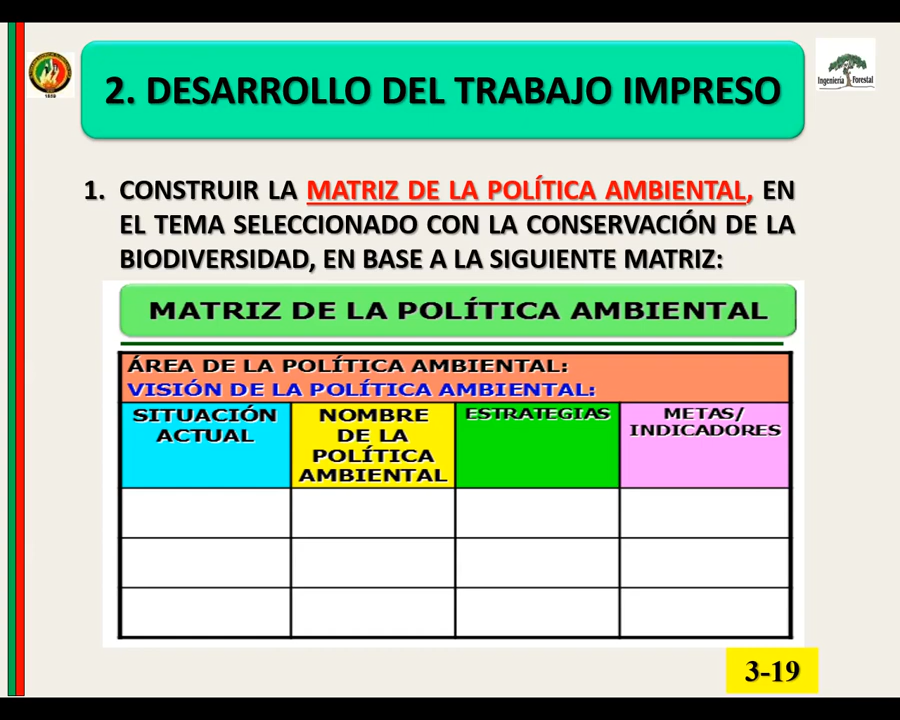 2. DESARROLLO DEL TRABAJO IMPRESO
Ingeniería Forestal
1859
1. CONSTRUIR LA MATRIZ DE LA POLÍTICA AMBIENTAL, EN
EL TEMA SELECCIONADO CON LA CONSERVACIÓN DE LA
BIODIVERSIDAD, EN BASE A LA SIGUIENTE MATRIZ:
MATRIZ DE LA POLÍTICA AMBIENTAL
ÁREA DE LA POLÍTICA AMBIENTAL:
VISIÓN DE LA POLÍTICA AMBIENTAL:
SITUACIÓN
ACTUAL
NOMBRE
DE LA
POLÍTICA
AMBIENTAL
ESTRATEGIAS
METAS/
INDICADORES
3-19